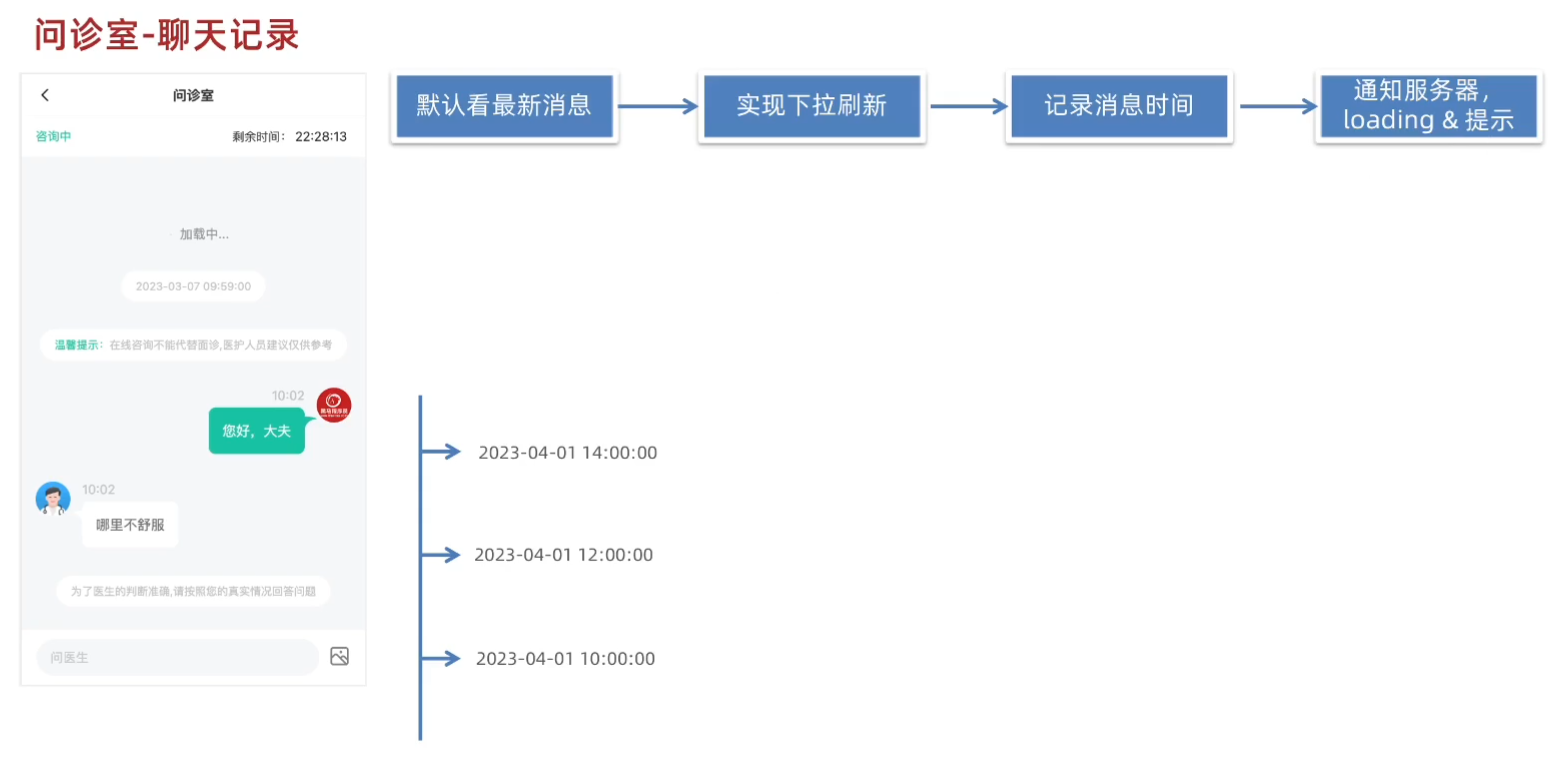 问诊室-聊天记录
问诊室
咨询中
剩余时间： 22:28:13
加载中...
2023-03-07 09:59:00
温馨提示：在线咨询不能代替面诊,医护人员建议仅供参考
10:02
您好，大夫
10:02
哪里不舒服
为了医生的判断准确,请按照您的真实情况回答问题
问医生
默认看最新消息
实现下拉刷新
记录消息时间
通知服务器，
loading & 提示
2023-04-01 14:00:00
2023-04-01 12:00:00
2023-04-01 10:00:00